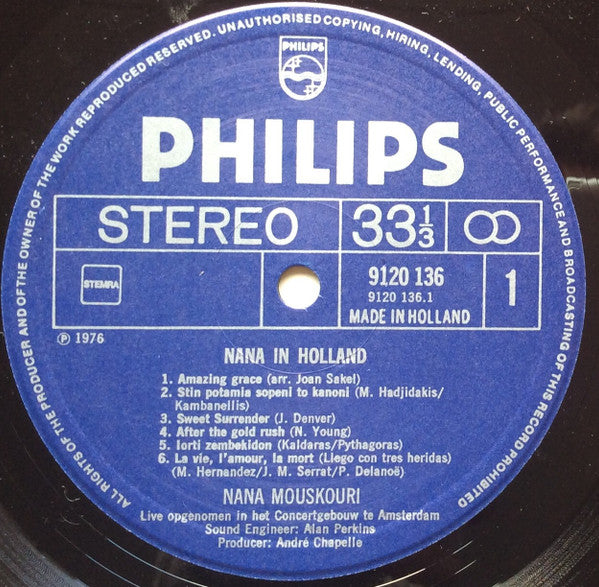 ALL RIGHTS OF THE PRODUCER AND OF THE OWNER OF THE WORK REPRODUCED RESERVED. UNAUTHORISED COPYING, HIRING, LENDING, PUBLIC PERFORMANCE AND BROADCASTING OF THIS RECORD PROHIBITED
PHILIPS
PHILIPS
STEREO 33⅓
STEMRA 9120 136 1
9120 136.1
MADE IN HOLLAND
℗ 1976
NANA IN HOLLAND
1. Amazing grace (arr. Joan Sakel)
2. Stin potamia sopeni to kanoni (M. Hadjidakis/
Kambanellis)
3. Sweet Surrender (J. Denver)
4. After the gold rush (N. Young)
5. Iorti zembekidon (Kaldaras/Pythagoras)
6. La vie, l'amour, la mort (Llego con tres heridas)
(M. Hernandez/J. M. Serrat/P. Delanoë)
NANA MOUSKOURI
Live opgenomen in het Concertgebouw te Amsterdam
Sound Engineer: Alan Perkins
Producer: André Chapelle